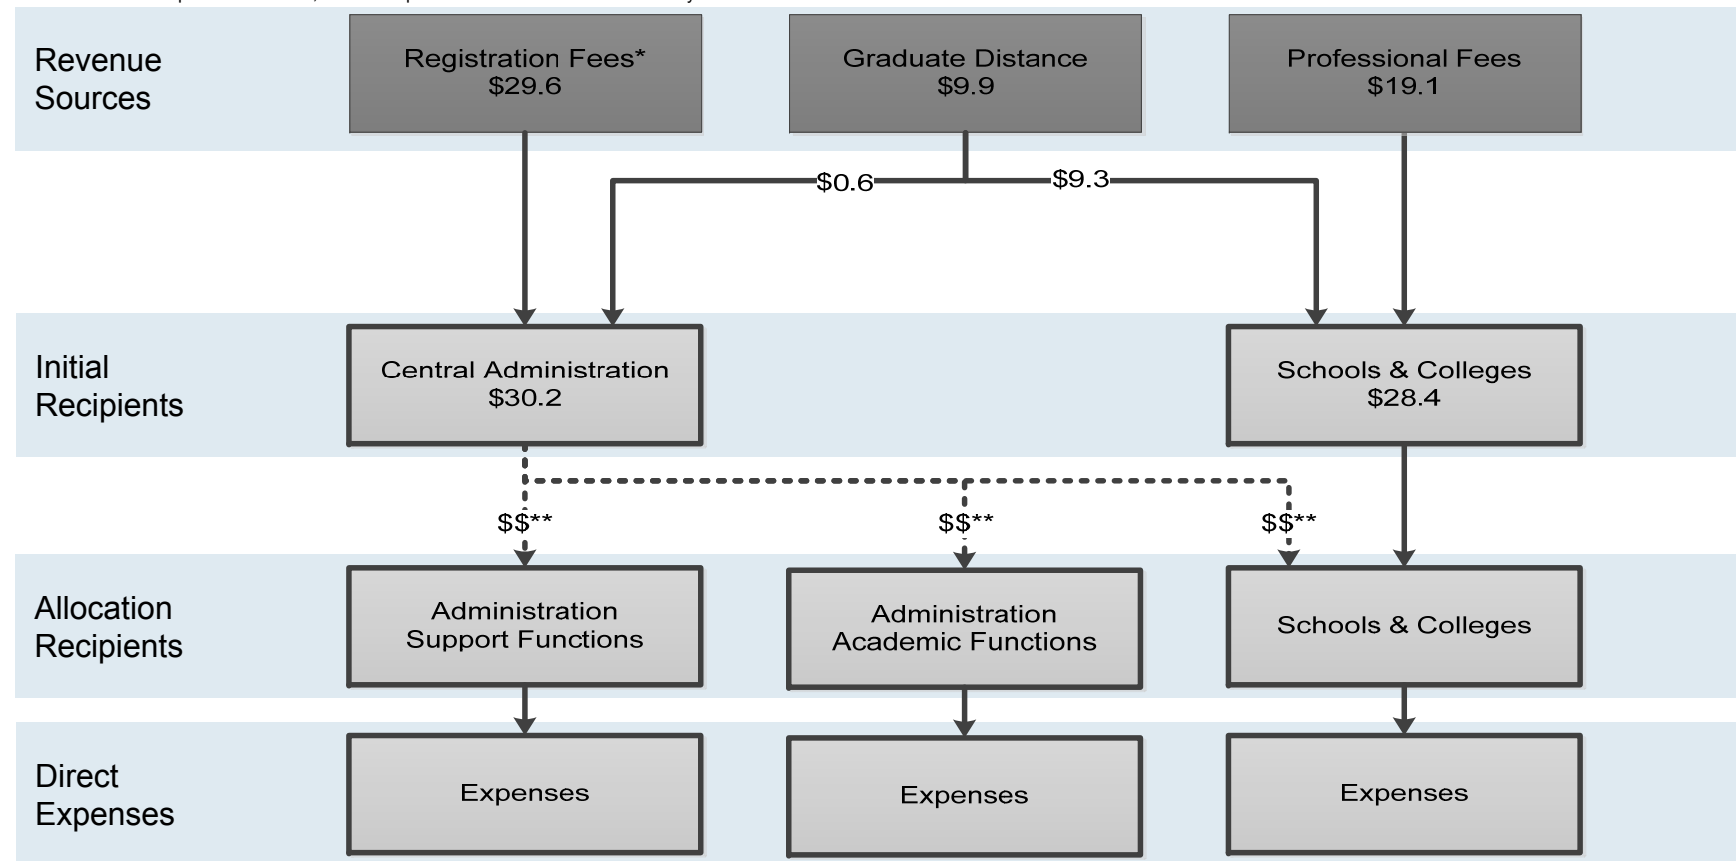 Revenue
Sources
Registration Fees*
$29.6
Graduate Distance
$9.9
Professional Fees
$19.1
$0.6
$9.3
Initial
Recipients
Central Administration
$30.2
Schools & Colleges
$28.4
$$**
$$**
$$**
Allocation
Recipients
Administration
Support Functions
Administration
Academic Functions
Schools & Colleges
Direct
Expenses
Expenses
Expenses
Expenses